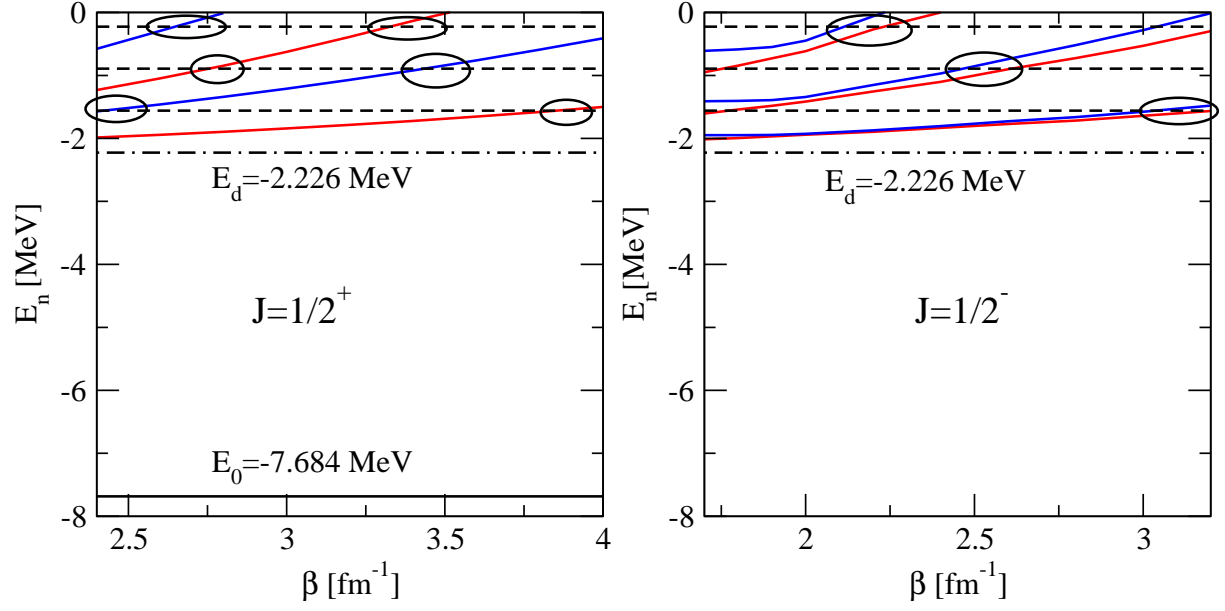 0
-2
-4
-6
-8
E_n [MeV]
E_d=-2.226 MeV
J=1/2^+
E_0=-7.684 MeV
2.5
3
3.5
4
β [fm^-1]
0
-2
-4
-6
-8
E_n [MeV]
E_d=-2.226 MeV
J=1/2^-
2
2.5
3
β [fm^-1]